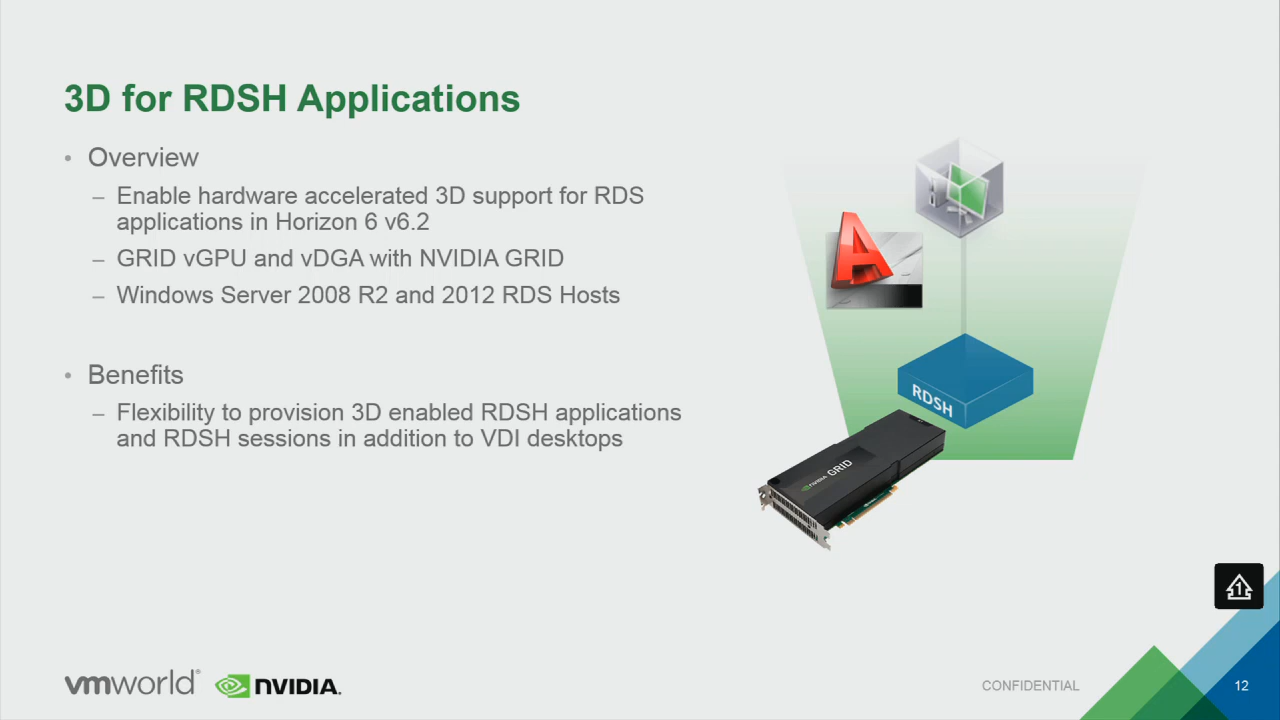 3D for RDSH Applications
• Overview
– Enable hardware accelerated 3D support for RDS
applications in Horizon 6 v6.2
– GRID vGPU and vDGA with NVIDIA GRID
– Windows Server 2008 R2 and 2012 RDS Hosts
• Benefits
– Flexibility to provision 3D enabled RDSH applications
and RDSH sessions in addition to VDI desktops
A
RDSH
NVIDIA GRID
1
vmworld®
NVIDIA.
CONFIDENTIAL
12